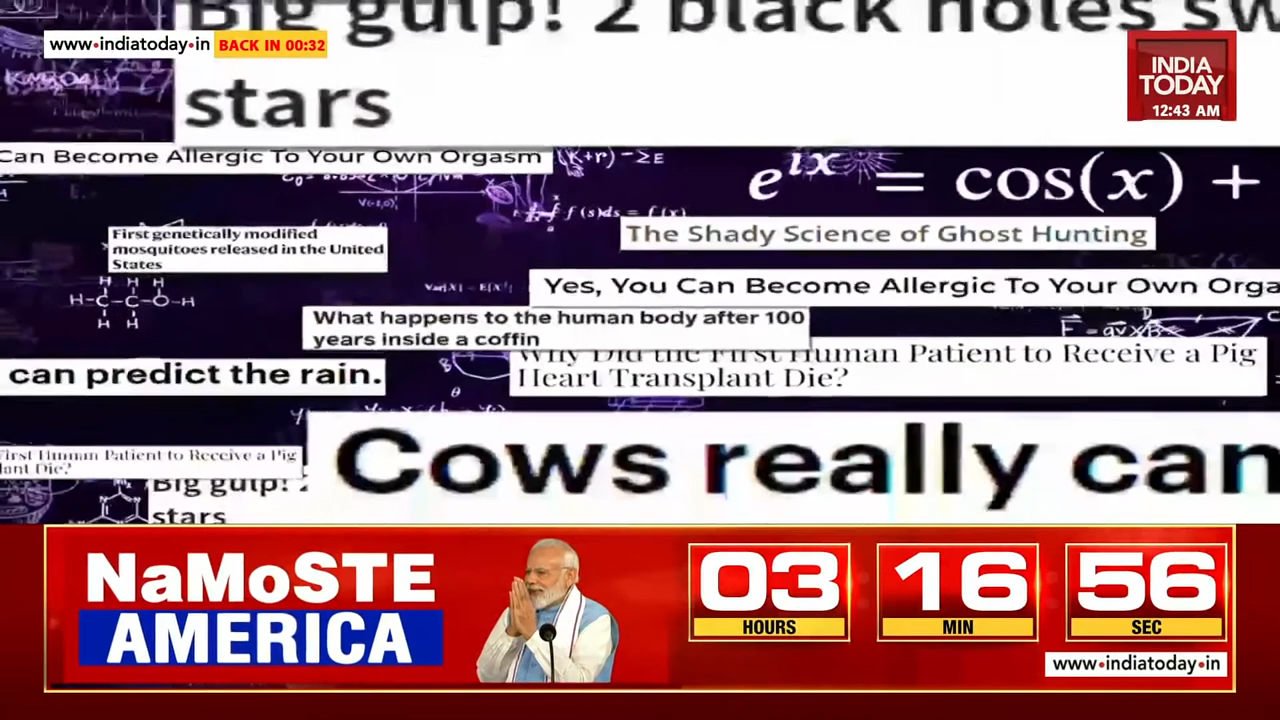 Big gulp! 2 black holes sw
stars
www.indiatoday.in
BACK IN 00:32
INDIA
TODAY
12:43 AM
Can Become Allergic To Your Own Orgasm
(K+r) -ΣE
e^ix = cos(x) +
First genetically modified
mosquitoes released in the United
States
f(s)ds = f(x)
The Shady Science of Ghost Hunting
H H H
H-C-C-O-H
H H
Var[X] = E[X²]
Yes, You Can Become Allergic To Your Own Orga
What happens to the human body after 100
years inside a coffin
Why Did the First Human Patient to Receive a Pig
Heart Transplant Die?
can predict the rain.
Cows really can
First Human Patient to Receive a Pig
lant Die?
Big gulp! 2
stars
NaMoSTE
AMERICA
03 16 56
HOURS MIN SEC
www.indiatoday.in